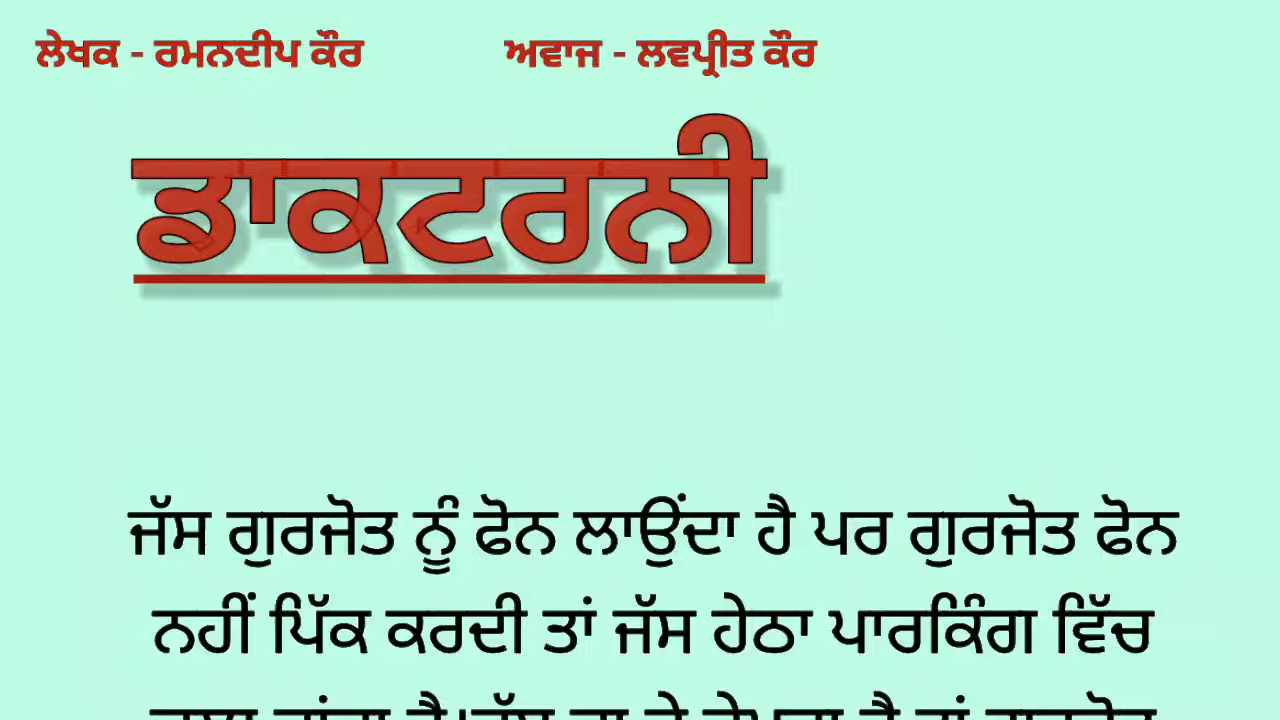 ਲੇਖਕ - ਰਮਨਦੀਪ ਕੌਰ ਅਵਾਜ - ਲਵਪ੍ਰੀਤ ਕੌਰ
ਡਾਕਟਰਨੀ
ਜੱਸ ਗੁਰਜੋਤ ਨੂੰ ਫੋਨ ਲਾਉਂਦਾ ਹੈ ਪਰ ਗੁਰਜੋਤ ਫੋਨ
ਨਹੀਂ ਪਿੱਕ ਕਰਦੀ ਤਾਂ ਜੱਸ ਹੇਠਾ ਪਾਰਕਿੰਗ ਵਿੱਚ